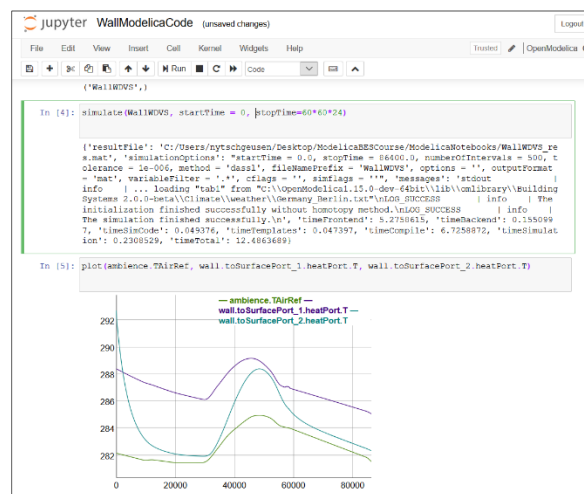 jupyter WallModelicaCode (unsaved changes)
Logout
File Edit View Insert Cell Kernel Widgets Help
Trusted OpenModelica
Run Code
('WallWDVS',)
In [4]: simulate(WallWDVS, startTime = 0, stopTime=60*60*24)
{'resultFile': 'C:/Users/nytschgeusen/Desktop/ModelicaBESCourse/ModelicaNotebooks/WallWDVS_re
s.mat', 'simulationOptions': "startTime = 0.0, stopTime = 86400.0, numberOfIntervals = 500, t
olerance = 1e-006, method = 'dassl', fileNamePrefix = 'WallWDVS', options = '', outputFormat
= 'mat', variableFilter = '.*', cflags = '', simflags = ''", 'messages': 'stdout |
info | ... loading "tab1" from "C:\\OpenModelica1.15.0-dev-64bit\\lib\\omlibrary\\Building
Systems 2.0.0-beta\\Climate\\weather\\Germany_Berlin.txt"\nLOG_SUCCESS | info | The
initialization finished successfully without homotopy method.\nLOG_SUCCESS | info |
The simulation finished successfully.\n', 'timeFrontend': 5.2758615, 'timeBackend': 0.155099
7, 'timeSimCode': 0.049376, 'timeTemplates': 0.047397, 'timeCompile': 6.7258872, 'timeSimulat
ion': 0.2308529, 'timeTotal': 12.4863689}
In [5]: plot(ambience.TAirRef, wall.toSurfacePort_1.heatPort.T, wall.toSurfacePort_2.heatPort.T)
ambience.TAirRef
wall.toSurfacePort_1.heatPort.T
wall.toSurfacePort_2.heatPort.T
292
290
288
286
284
282
0 20000 40000 60000 80000